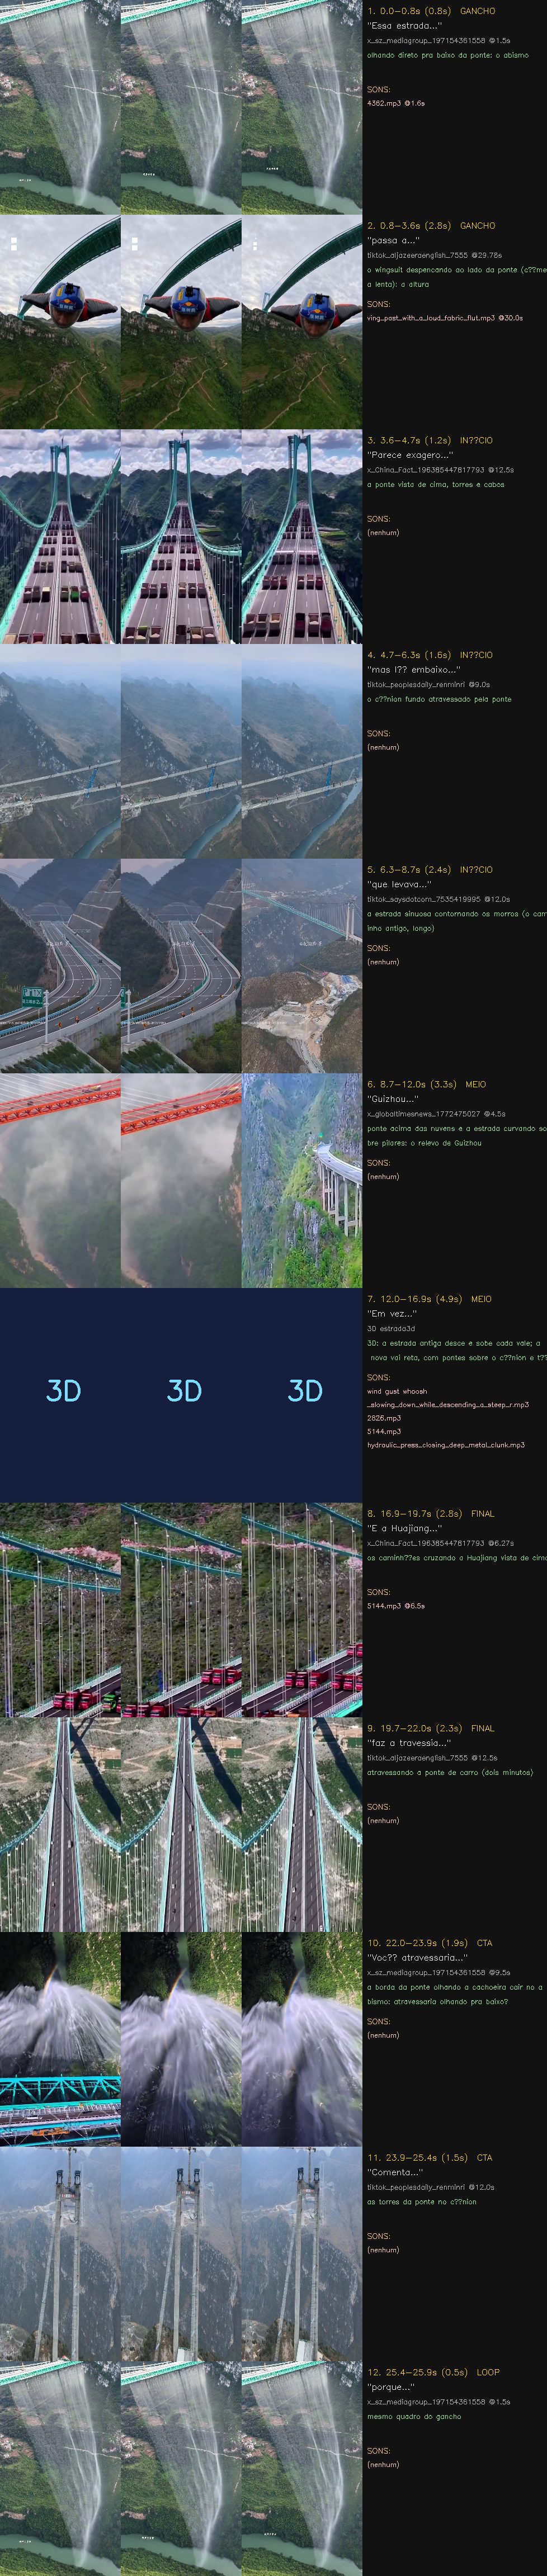 1. 0.0–0.8s (0.8s)  GANCHO
"Essa estrada..."
x_sz_mediagroup_197154361558 @1.5s
olhando direto pra baixo da ponte: o abismo
SONS:
4362.mp3 @1.6s
2. 0.8–3.6s (2.8s)  GANCHO
"passa a..."
tiktok_aljazeeraenglish_7555 @29.78s
o wingsuit despencando ao lado da ponte (c??me
a lenta): a altura
SONS:
ving_past_with_a_loud_fabric_flut.mp3 @30.0s
3. 3.6–4.7s (1.2s)  IN??CIO
"Parece exagero..."
x_China_Fact_196385447817793 @12.5s
a ponte vista de cima, torres e cabos
SONS:
(nenhum)
4. 4.7–6.3s (1.6s)  IN??CIO
"mas l?? embaixo..."
tiktok_peoplesdaily_renminri @9.0s
o c??nion fundo atravessado pela ponte
SONS:
(nenhum)
5. 6.3–8.7s (2.4s)  IN??CIO
"que levava..."
tiktok_saysdotcom_7535419995 @12.0s
a estrada sinuosa contornando os morros (o cam
inho antigo, longo)
SONS:
(nenhum)
6. 8.7–12.0s (3.3s)  MEIO
"Guizhou..."
x_globaltimesnews_1772475027 @4.5s
ponte acima das nuvens e a estrada curvando so
bre pilares: o relevo de Guizhou
SONS:
(nenhum)
3D 3D 3D
7. 12.0–16.9s (4.9s)  MEIO
"Em vez..."
3D estrada3d
3D: a estrada antiga desce e sobe cada vale; a
nova vai reta, com pontes sobre o c??nion e t??
SONS:
wind gust whoosh
_slowing_down_while_descending_a_steep_r.mp3
2826.mp3
5144.mp3
hydraulic_press_closing_deep_metal_clunk.mp3
8. 16.9–19.7s (2.8s)  FINAL
"E a Huajiang..."
x_China_Fact_196385447817793 @6.27s
os caminh??es cruzando a Huajiang vista de cima
SONS:
5144.mp3 @6.5s
9. 19.7–22.0s (2.3s)  FINAL
"faz a travessia..."
tiktok_aljazeeraenglish_7555 @12.5s
atravessando a ponte de carro (dois minutos)
SONS:
(nenhum)
10. 22.0–23.9s (1.9s)  CTA
"Voc?? atravessaria..."
x_sz_mediagroup_197154361558 @9.5s
a borda da ponte olhando a cachoeira cair no a
bismo: atravessaria olhando pra baixo?
SONS:
(nenhum)
11. 23.9–25.4s (1.5s)  CTA
"Comenta..."
tiktok_peoplesdaily_renminri @12.0s
as torres da ponte no c??nion
SONS:
(nenhum)
12. 25.4–25.9s (0.5s)  LOOP
"porque..."
x_sz_mediagroup_197154361558 @1.5s
mesmo quadro do gancho
SONS:
(nenhum)